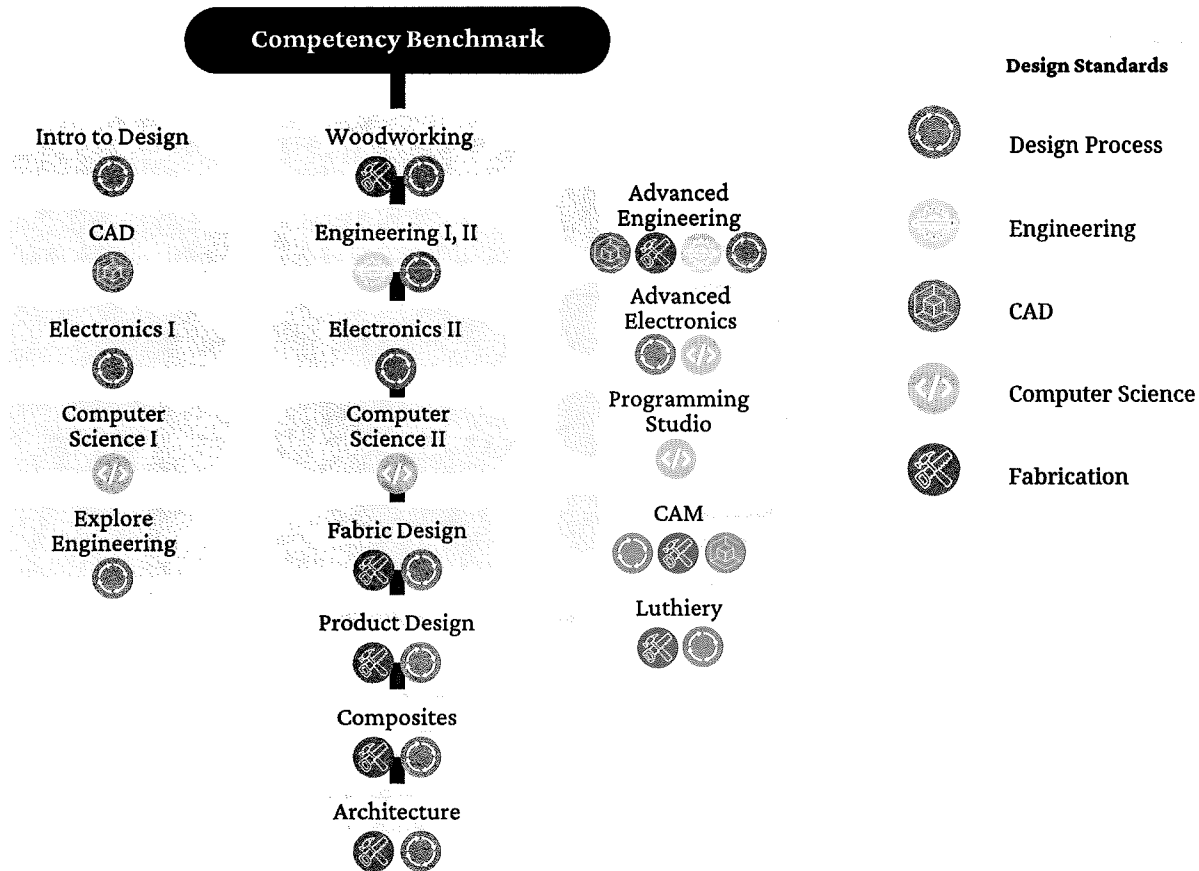 Competency Benchmark
Intro to Design
CAD
Electronics I
Computer
Science I
</>
Explore
Engineering
Woodworking
Engineering I, II
Electronics II
Computer
Science II
</>
Fabric Design
Product Design
Composites
Architecture
Advanced
Engineering
Advanced
Electronics
</>
Programming
Studio
</>
CAM
Luthiery
Design Standards
Design Process
Engineering
CAD
</>
Computer Science
Fabrication